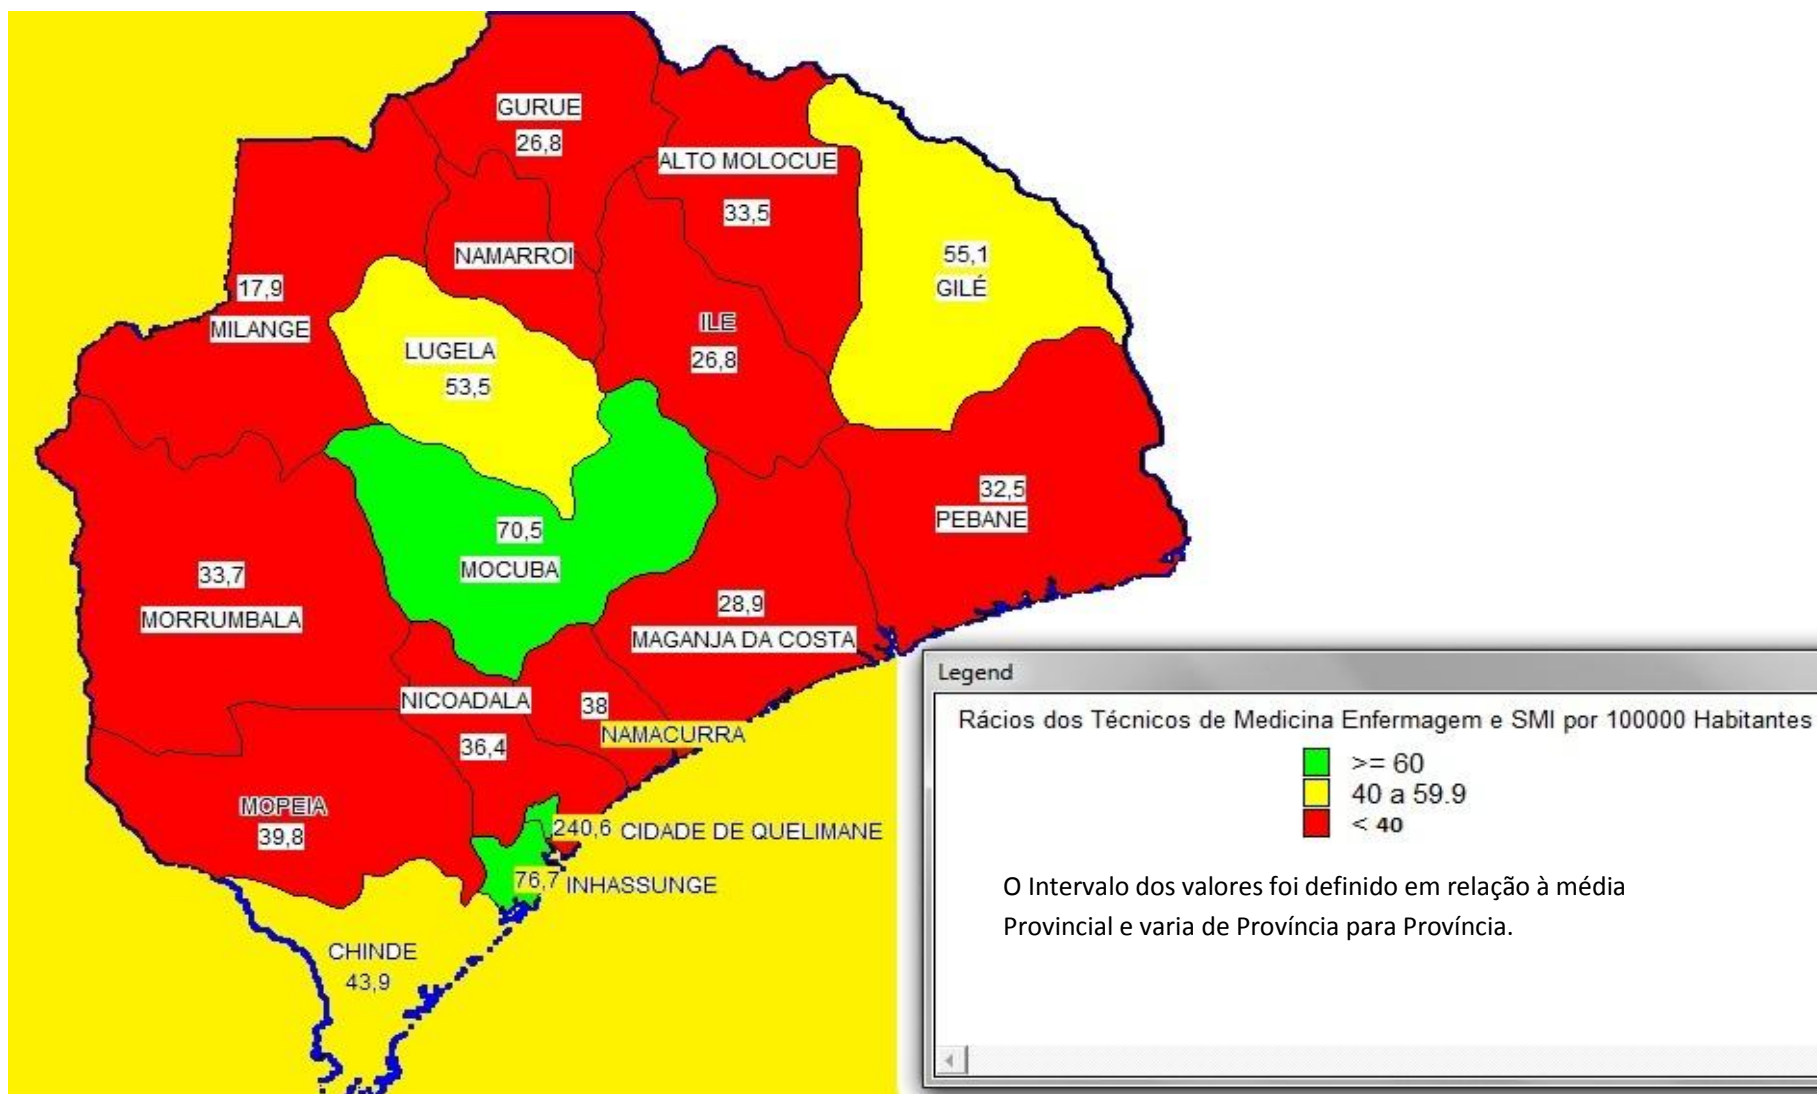 GURUE
26,8
ALTO MOLOCUE
33,5
NAMARROI
55,1
GILÉ
17,9
MILANGE
ILE
26,8
LUGELA
53,5
32,5
PEBANE
70,5
MOCUBA
33,7
MORRUMBALA
28,9
MAGANJA DA COSTA
NICOADALA
36,4
38
NAMACURRA
MOPEIA
39,8
240,6 CIDADE DE QUELIMANE
76,7 INHASSUNGE
CHINDE
43,9
Legend
Rácios dos Técnicos de Medicina Enfermagem e SMI por 100000 Habitantes
>= 60
40 a 59.9
< 40
O Intervalo dos valores foi definido em relação à média
Provincial e varia de Província para Província.